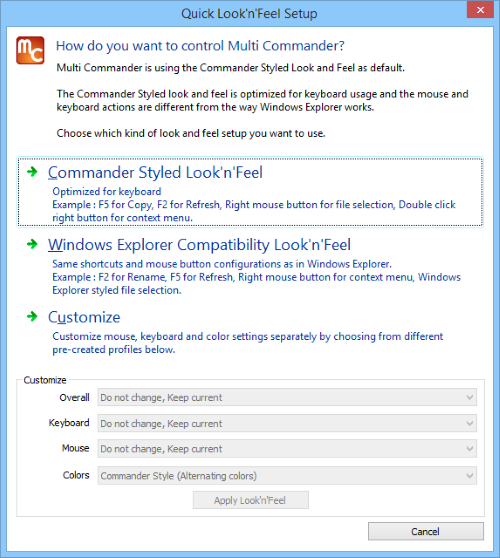 Quick Look'n'Feel Setup
MC
How do you want to control Multi Commander?
Multi Commander is using the Commander Styled Look and Feel as default.
The Commander Styled look and feel is optimized for keyboard usage and the mouse and
keyboard actions are different from the way Windows Explorer works.
Choose which kind of look and feel setup you want to use.
Commander Styled Look'n'Feel
Optimized for keyboard
Example : F5 for Copy, F2 for Refresh, Right mouse button for file selection, Double click
right button for context menu.
Windows Explorer Compatibility Look'n'Feel
Same shortcuts and mouse button configurations as in Windows Explorer.
Example : F2 for Rename, F5 for Refresh, Right mouse button for context menu, Windows
Explorer styled file selection.
Customize
Customize mouse, keyboard and color settings separately by choosing from different
pre-created profiles below.
Customize
Overall Do not change, Keep current
Keyboard Do not change, Keep current
Mouse Do not change, Keep current
Colors Commander Style (Alternating colors)
Apply Look'n'Feel
Cancel